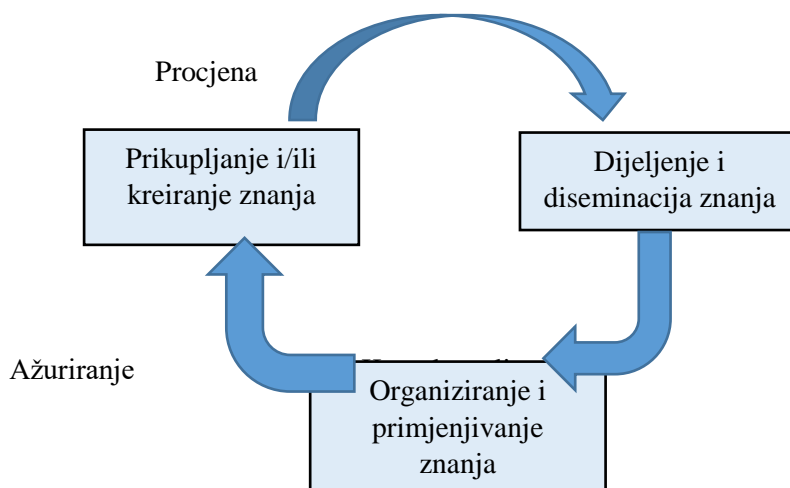 Procjena
Prikupljanje i/ili
kreiranje znanja
Dijeljenje i
diseminacija znanja
Ažuriranje
Organiziranje i
primjenjivanje
znanja